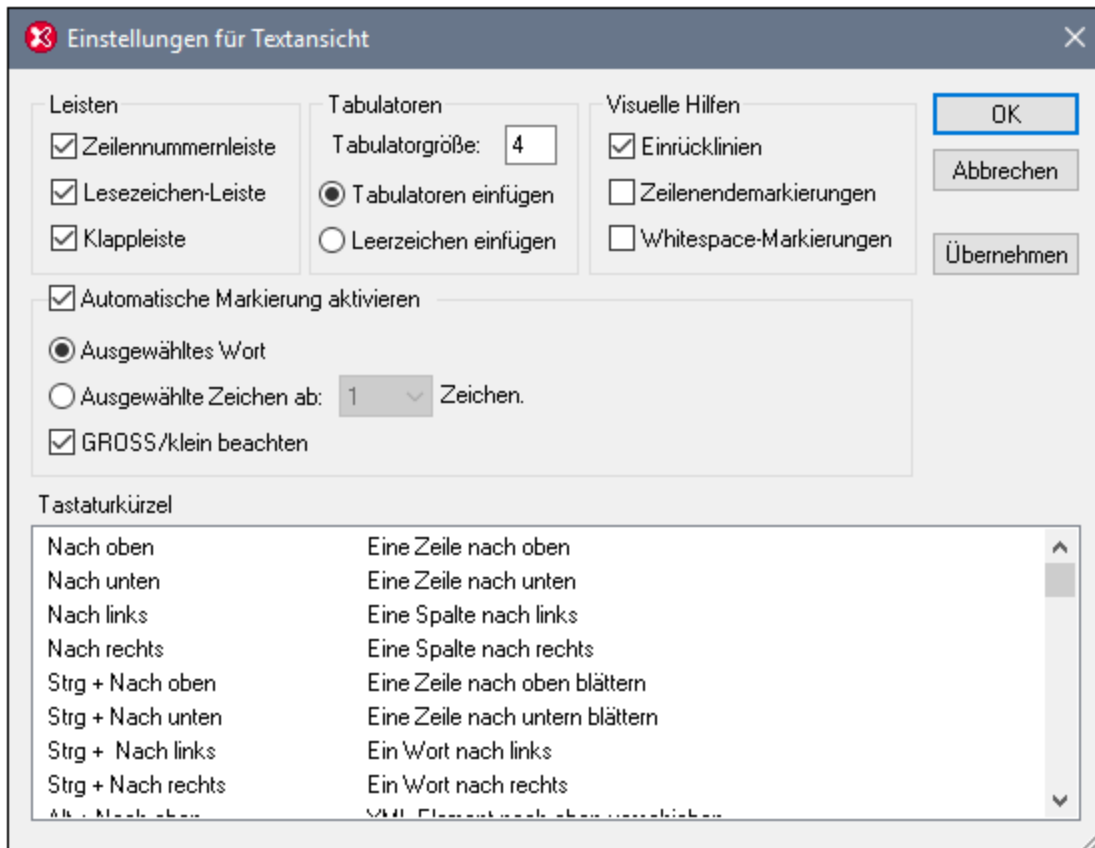 Einstellungen für Textansicht
Leisten
Zeilennummernleiste
Lesezeichen-Leiste
Klappleiste
Tabulatoren
Tabulatorgröße: 4
Tabulatoren einfügen
Leerzeichen einfügen
Visuelle Hilfen
Einrücklinien
Zeilenendemarkierungen
Whitespace-Markierungen
OK
Abbrechen
Übernehmen
Automatische Markierung aktivieren
Ausgewähltes Wort
Ausgewählte Zeichen ab: 1 Zeichen.
GROSS/klein beachten
Tastaturkürzel
Nach oben Eine Zeile nach oben
Nach unten Eine Zeile nach unten
Nach links Eine Spalte nach links
Nach rechts Eine Spalte nach rechts
Strg + Nach oben Eine Zeile nach oben blättern
Strg + Nach unten Eine Zeile nach untern blättern
Strg + Nach links Ein Wort nach links
Strg + Nach rechts Ein Wort nach rechts